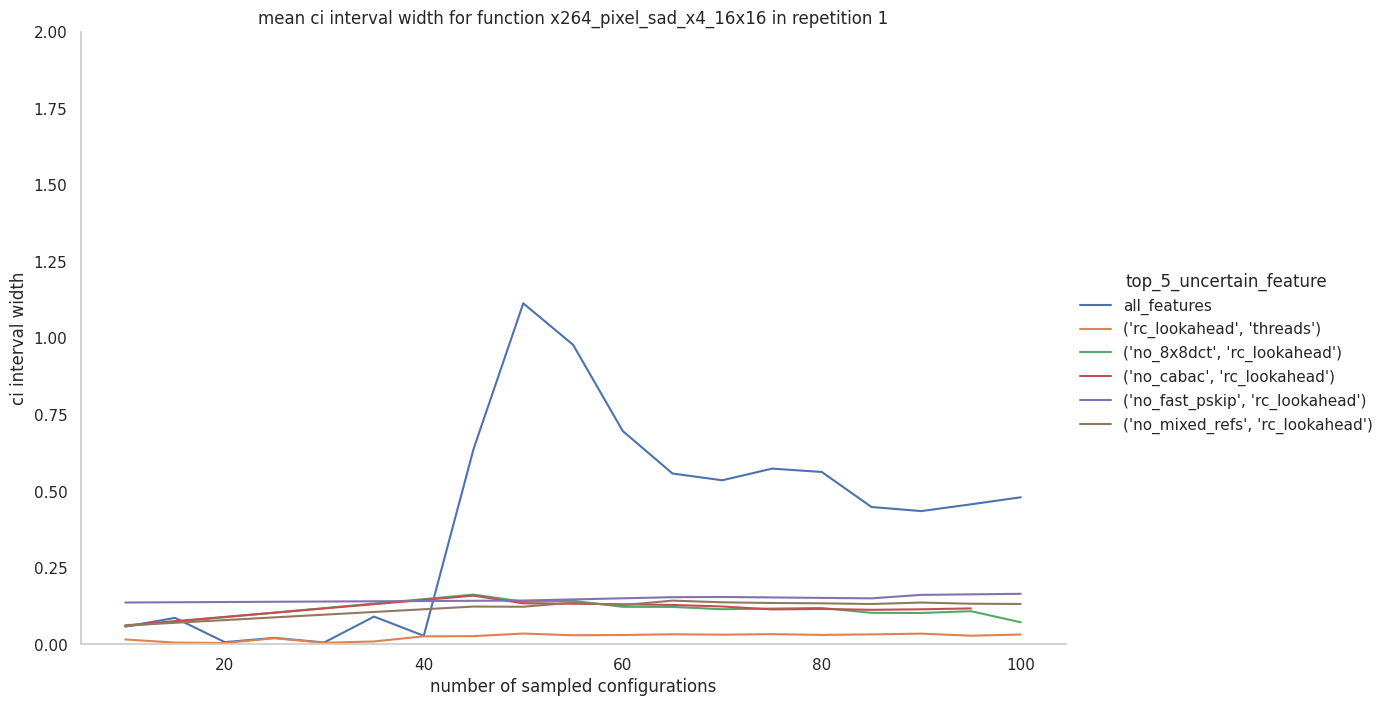 mean ci interval width for function x264_pixel_sad_x4_16x16 in repetition 1
2.00
1.75
1.50
1.25
1.00
0.75
0.50
0.25
0.00
ci interval width
20
40
60
80
100
number of sampled configurations
top_5_uncertain_feature
all_features
('rc_lookahead', 'threads')
('no_8x8dct', 'rc_lookahead')
('no_cabac', 'rc_lookahead')
('no_fast_pskip', 'rc_lookahead')
('no_mixed_refs', 'rc_lookahead')